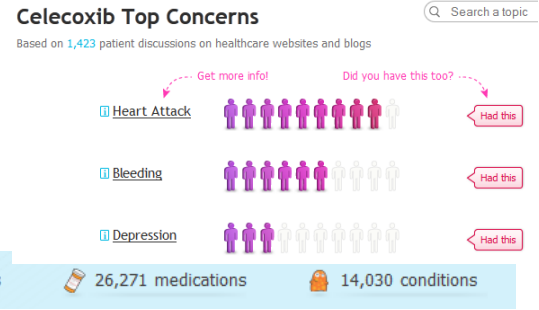 Celecoxib Top Concerns
Search a topic
Based on 1,423 patient discussions on healthcare websites and blogs
Get more info! Did you have this too?
Heart Attack Had this
Bleeding Had this
Depression Had this
26,271 medications 14,030 conditions